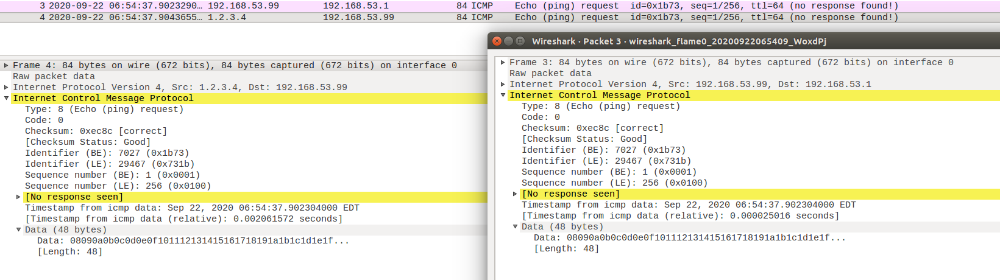 3 2020-09-22 06:54:37.9023290… 192.168.53.99 192.168.53.1 84 ICMP Echo (ping) request id=0x1b73, seq=1/256, ttl=64 (no response found!)
4 2020-09-22 06:54:37.9043655… 1.2.3.4 192.168.53.99 84 ICMP Echo (ping) request id=0x1b73, seq=1/256, ttl=64 (no response found!)
Frame 4: 84 bytes on wire (672 bits), 84 bytes captured (672 bits) on interface 0
Raw packet data
Internet Protocol Version 4, Src: 1.2.3.4, Dst: 192.168.53.99
Internet Control Message Protocol
Type: 8 (Echo (ping) request)
Code: 0
Checksum: 0xec8c [correct]
[Checksum Status: Good]
Identifier (BE): 7027 (0x1b73)
Identifier (LE): 29467 (0x731b)
Sequence number (BE): 1 (0x0001)
Sequence number (LE): 256 (0x0100)
[No response seen]
Timestamp from icmp data: Sep 22, 2020 06:54:37.902304000 EDT
[Timestamp from icmp data (relative): 0.002061572 seconds]
Data (48 bytes)
Data: 08090a0b0c0d0e0f101112131415161718191a1b1c1d1e1f...
[Length: 48]
Wireshark · Packet 3 · wireshark_flame0_20200922065409_WoxdPj
Frame 3: 84 bytes on wire (672 bits), 84 bytes captured (672 bits) on interface 0
Raw packet data
Internet Protocol Version 4, Src: 192.168.53.99, Dst: 192.168.53.1
Internet Control Message Protocol
Type: 8 (Echo (ping) request)
Code: 0
Checksum: 0xec8c [correct]
[Checksum Status: Good]
Identifier (BE): 7027 (0x1b73)
Identifier (LE): 29467 (0x731b)
Sequence number (BE): 1 (0x0001)
Sequence number (LE): 256 (0x0100)
[No response seen]
Timestamp from icmp data: Sep 22, 2020 06:54:37.902304000 EDT
[Timestamp from icmp data (relative): 0.000025016 seconds]
Data (48 bytes)
Data: 08090a0b0c0d0e0f101112131415161718191a1b1c1d1e1f...
[Length: 48]